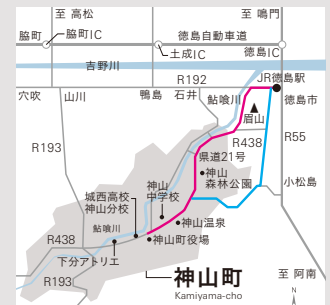 至 高松
至 鳴門
脇町
脇町IC
徳島自動車道
土成IC
徳島IC
吉野川
R192
JR徳島駅
穴吹
山川
鴨島
石井
鮎喰川
徳島市
眉山
R193
R438
R55
県道21号
神山
森林公園
小松島
城西高校
神山分校
神山
中学校
鮎喰川
神山温泉
R438
神山町役場
下分アトリエ
神山町
Kamiyama-cho
至 阿南
R193
N